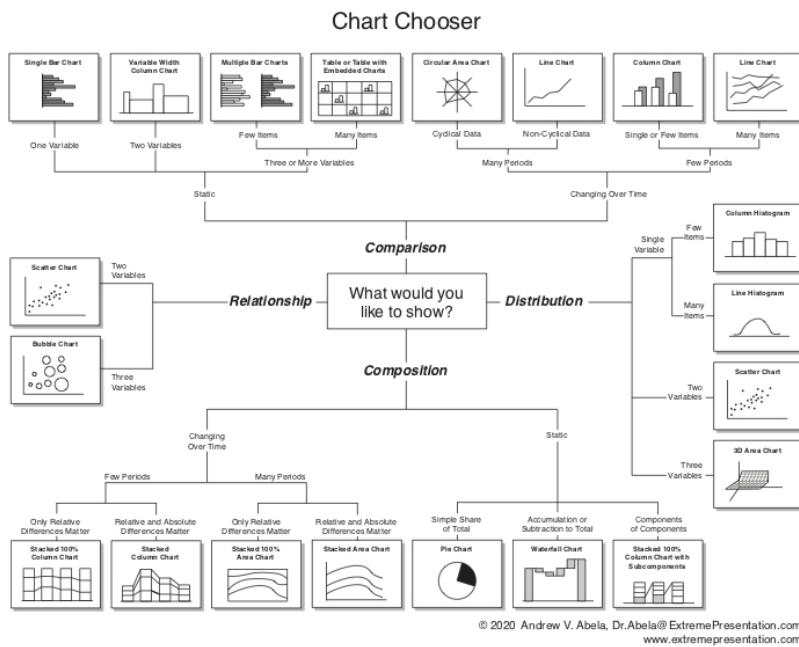 Chart Chooser
Single Bar Chart
Variable Width
Column Chart
Multiple Bar Charts
Table or Table with
Embedded Charts
Circular Area Chart
Line Chart
Column Chart
Line Chart
One Variable
Two Variables
Few Items
Many Items
Cyclical Data
Non-Cyclical Data
Single or Few Items
Many Items
Three or More Variables
Many Periods
Few Periods
Static
Changing Over Time
Comparison
What would you
like to show?
Relationship
Two
Variables
Scatter Chart
Bubble Chart
Three
Variables
Distribution
Single
Variable
Few
Items
Column Histogram
Many
Items
Line Histogram
Two
Variables
Scatter Chart
Three
Variables
3D Area Chart
Composition
Changing
Over Time
Static
Few Periods
Many Periods
Only Relative
Differences Matter
Relative and Absolute
Differences Matter
Only Relative
Differences Matter
Relative and Absolute
Differences Matter
Simple Share
of Total
Accumulation or
Subtraction to Total
Components
of Components
Stacked 100%
Column Chart
Stacked
Column Chart
Stacked 100%
Area Chart
Stacked Area Chart
Pie Chart
Waterfall Chart
Stacked 100%
Column Chart with
Subcomponents
© 2020 Andrew V. Abela, Dr.Abela@ExtremePresentation.com
www.extremepresentation.com